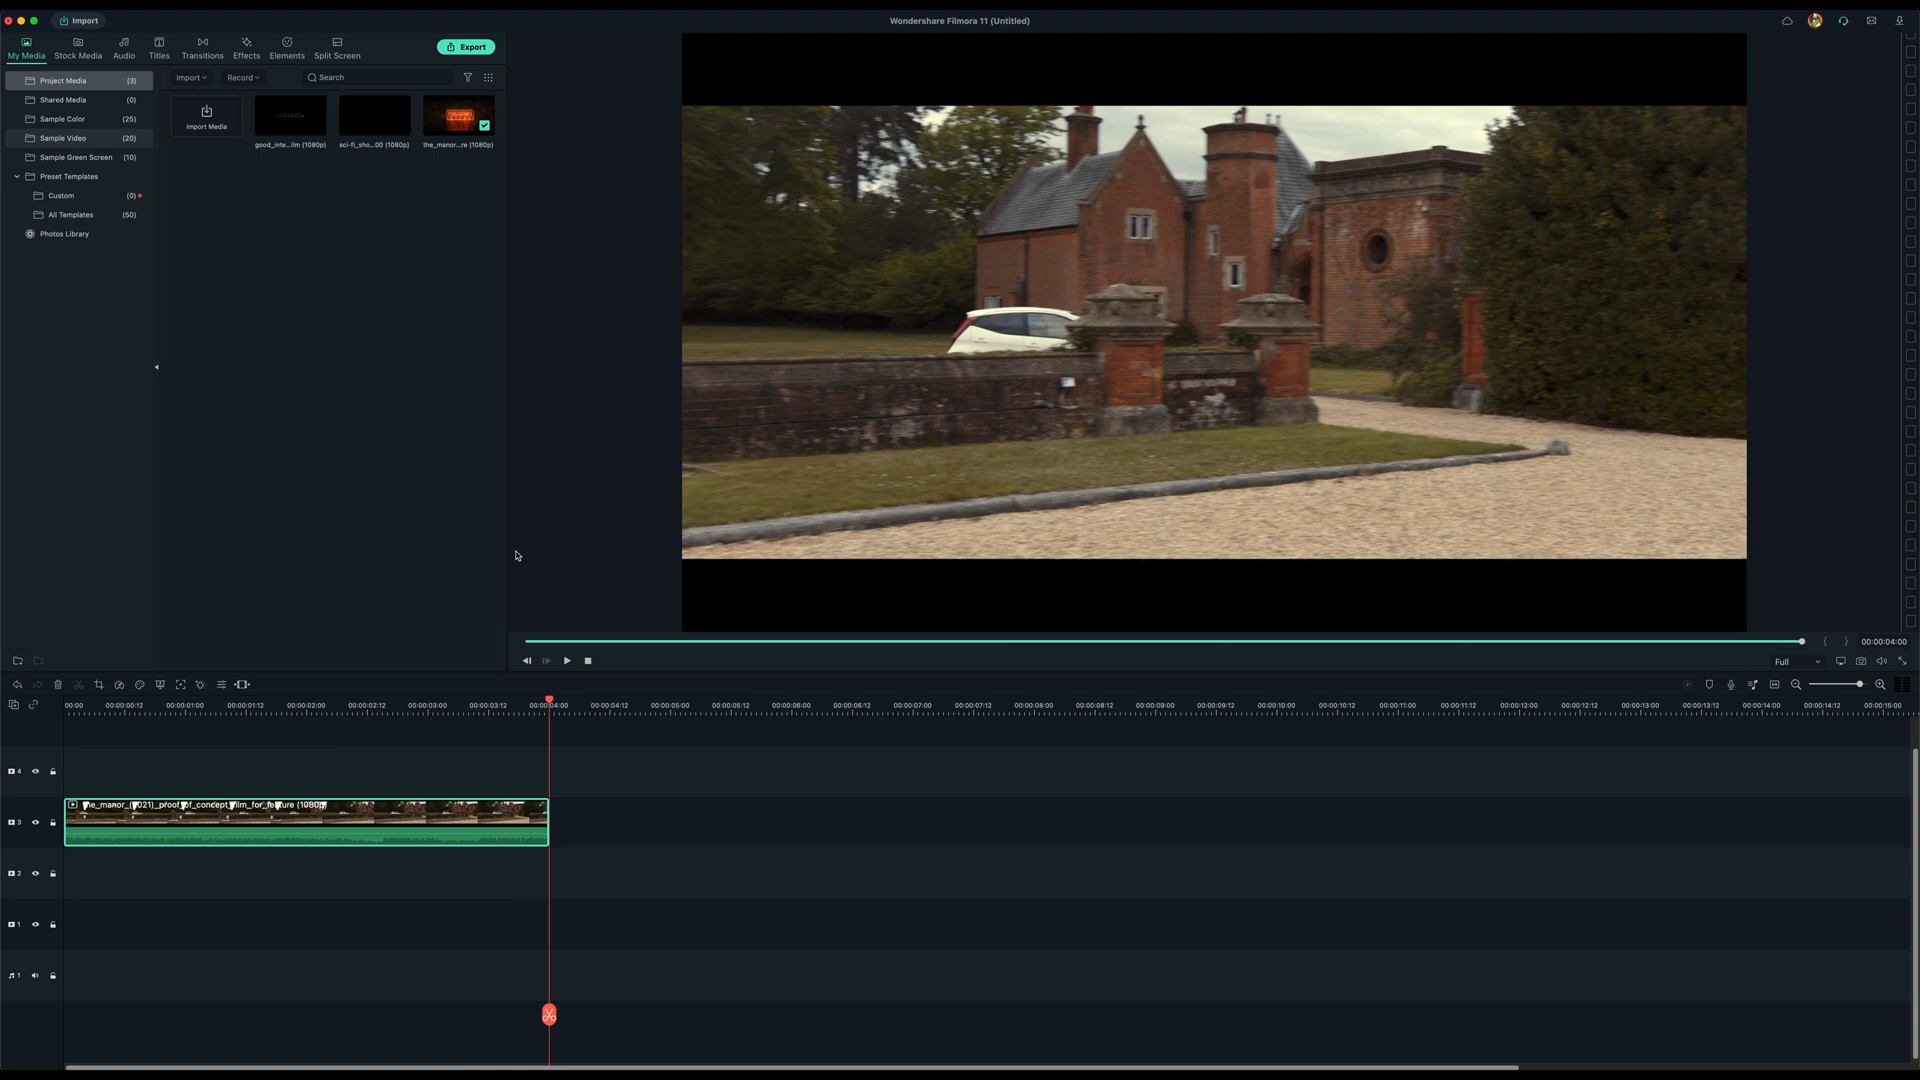 Import
Wondershare Filmora 11 (Untitled)
My Media
Stock Media
Audio
Titles
Transitions
Effects
Elements
Split Screen
Export
Project Media (3)
Shared Media (0)
Sample Color (25)
Sample Video (20)
Sample Green Screen (10)
Preset Templates
Custom (0)
All Templates (50)
Photos Library
Import
Record
Search
Import Media
good_inte...ilm (1080p)
sci-fi_sho...00 (1080p)
the_manor...re (1080p)
{ } 00:00:04:00
Full
00:00 00:00:00:12 00:00:01:00 00:00:01:12 00:00:02:00 00:00:02:12 00:00:03:00 00:00:03:12 00:00:04:00 00:00:04:12 00:00:05:00 00:00:05:12 00:00:06:00 00:00:06:12 00:00:07:00 00:00:07:12 00:00:08:00 00:00:08:12 00:00:09:00 00:00:09:12 00:00:10:00 00:00:10:12 00:00:11:00 00:00:11:12 00:00:12:00 00:00:12:12 00:00:13:00 00:00:13:12 00:00:14:00 00:00:14:12 00:00:15:00
4
the_manor_(2021)_proof_of_concept_film_for_feature (1080p)
3
2
1
1